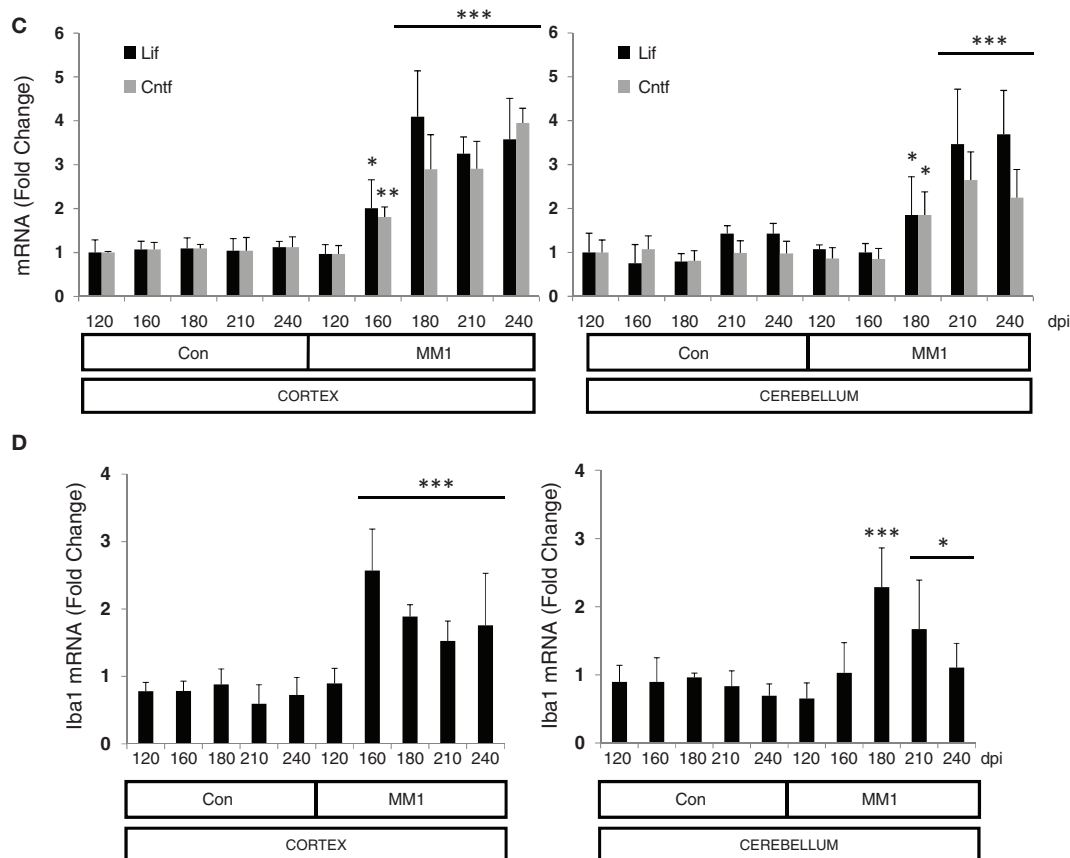 C
***
***
6
5
4
3
2
1
0
mRNA (Fold Change)
Lif
Cntf
*
**
120 160 180 210 240 120 160 180 210 240
Con
MM1
CORTEX
6
5
4
3
2
1
0
Lif
Cntf
*
*
120 160 180 210 240 120 160 180 210 240 dpi
Con
MM1
CEREBELLUM
D
4
3
2
1
0
Iba1 mRNA (Fold Change)
***
120 160 180 210 240 120 160 180 210 240
Con
MM1
CORTEX
4
3
2
1
0
Iba1 mRNA (Fold Change)
***
*
120 160 180 210 240 120 160 180 210 240 dpi
Con
MM1
CEREBELLUM